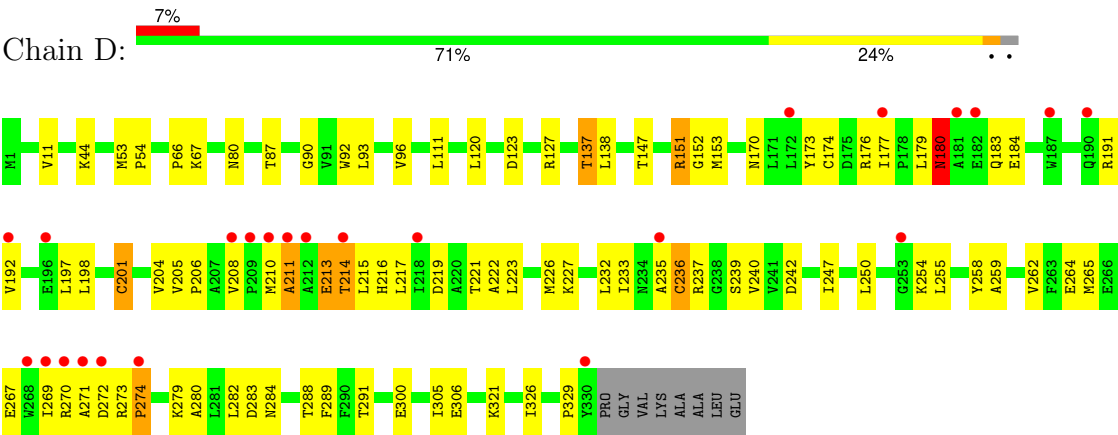 7%
Chain D:
71% 24% • •
M1 V11 K44 M53 P54 P66 K67 N80 T87 G90 V91 W92 L93 V96 L111 L120 D123 R127 T137 L138 T147 R151 G152 M153 N170 L171 L172 Y173 C174 D175 R176 I177 P178 L179 N180 A181 E182 Q183 E184 W187 Q190 R191
V192 E196 L197 L198 C201 V204 V205 P206 A207 V208 P209 M210 A211 A212 E213 T214 L215 H216 L217 I218 D219 A220 T221 A222 L223 M226 K227 L232 I233 N234 A235 C236 R237 G238 S239 V240 V241 D242 I247 L250 G253 K254 L255 Y258 A259 V262 F263 E264 M265 E266
E267 W268 T269 R270 A271 D272 R273 P274 K279 A280 L281 L282 D283 N284 T288 F289 F290 T291 E300 I305 E306 K321 I326 P329 Y330 PRO GLY VAL LYS ALA ALA LEU GLU